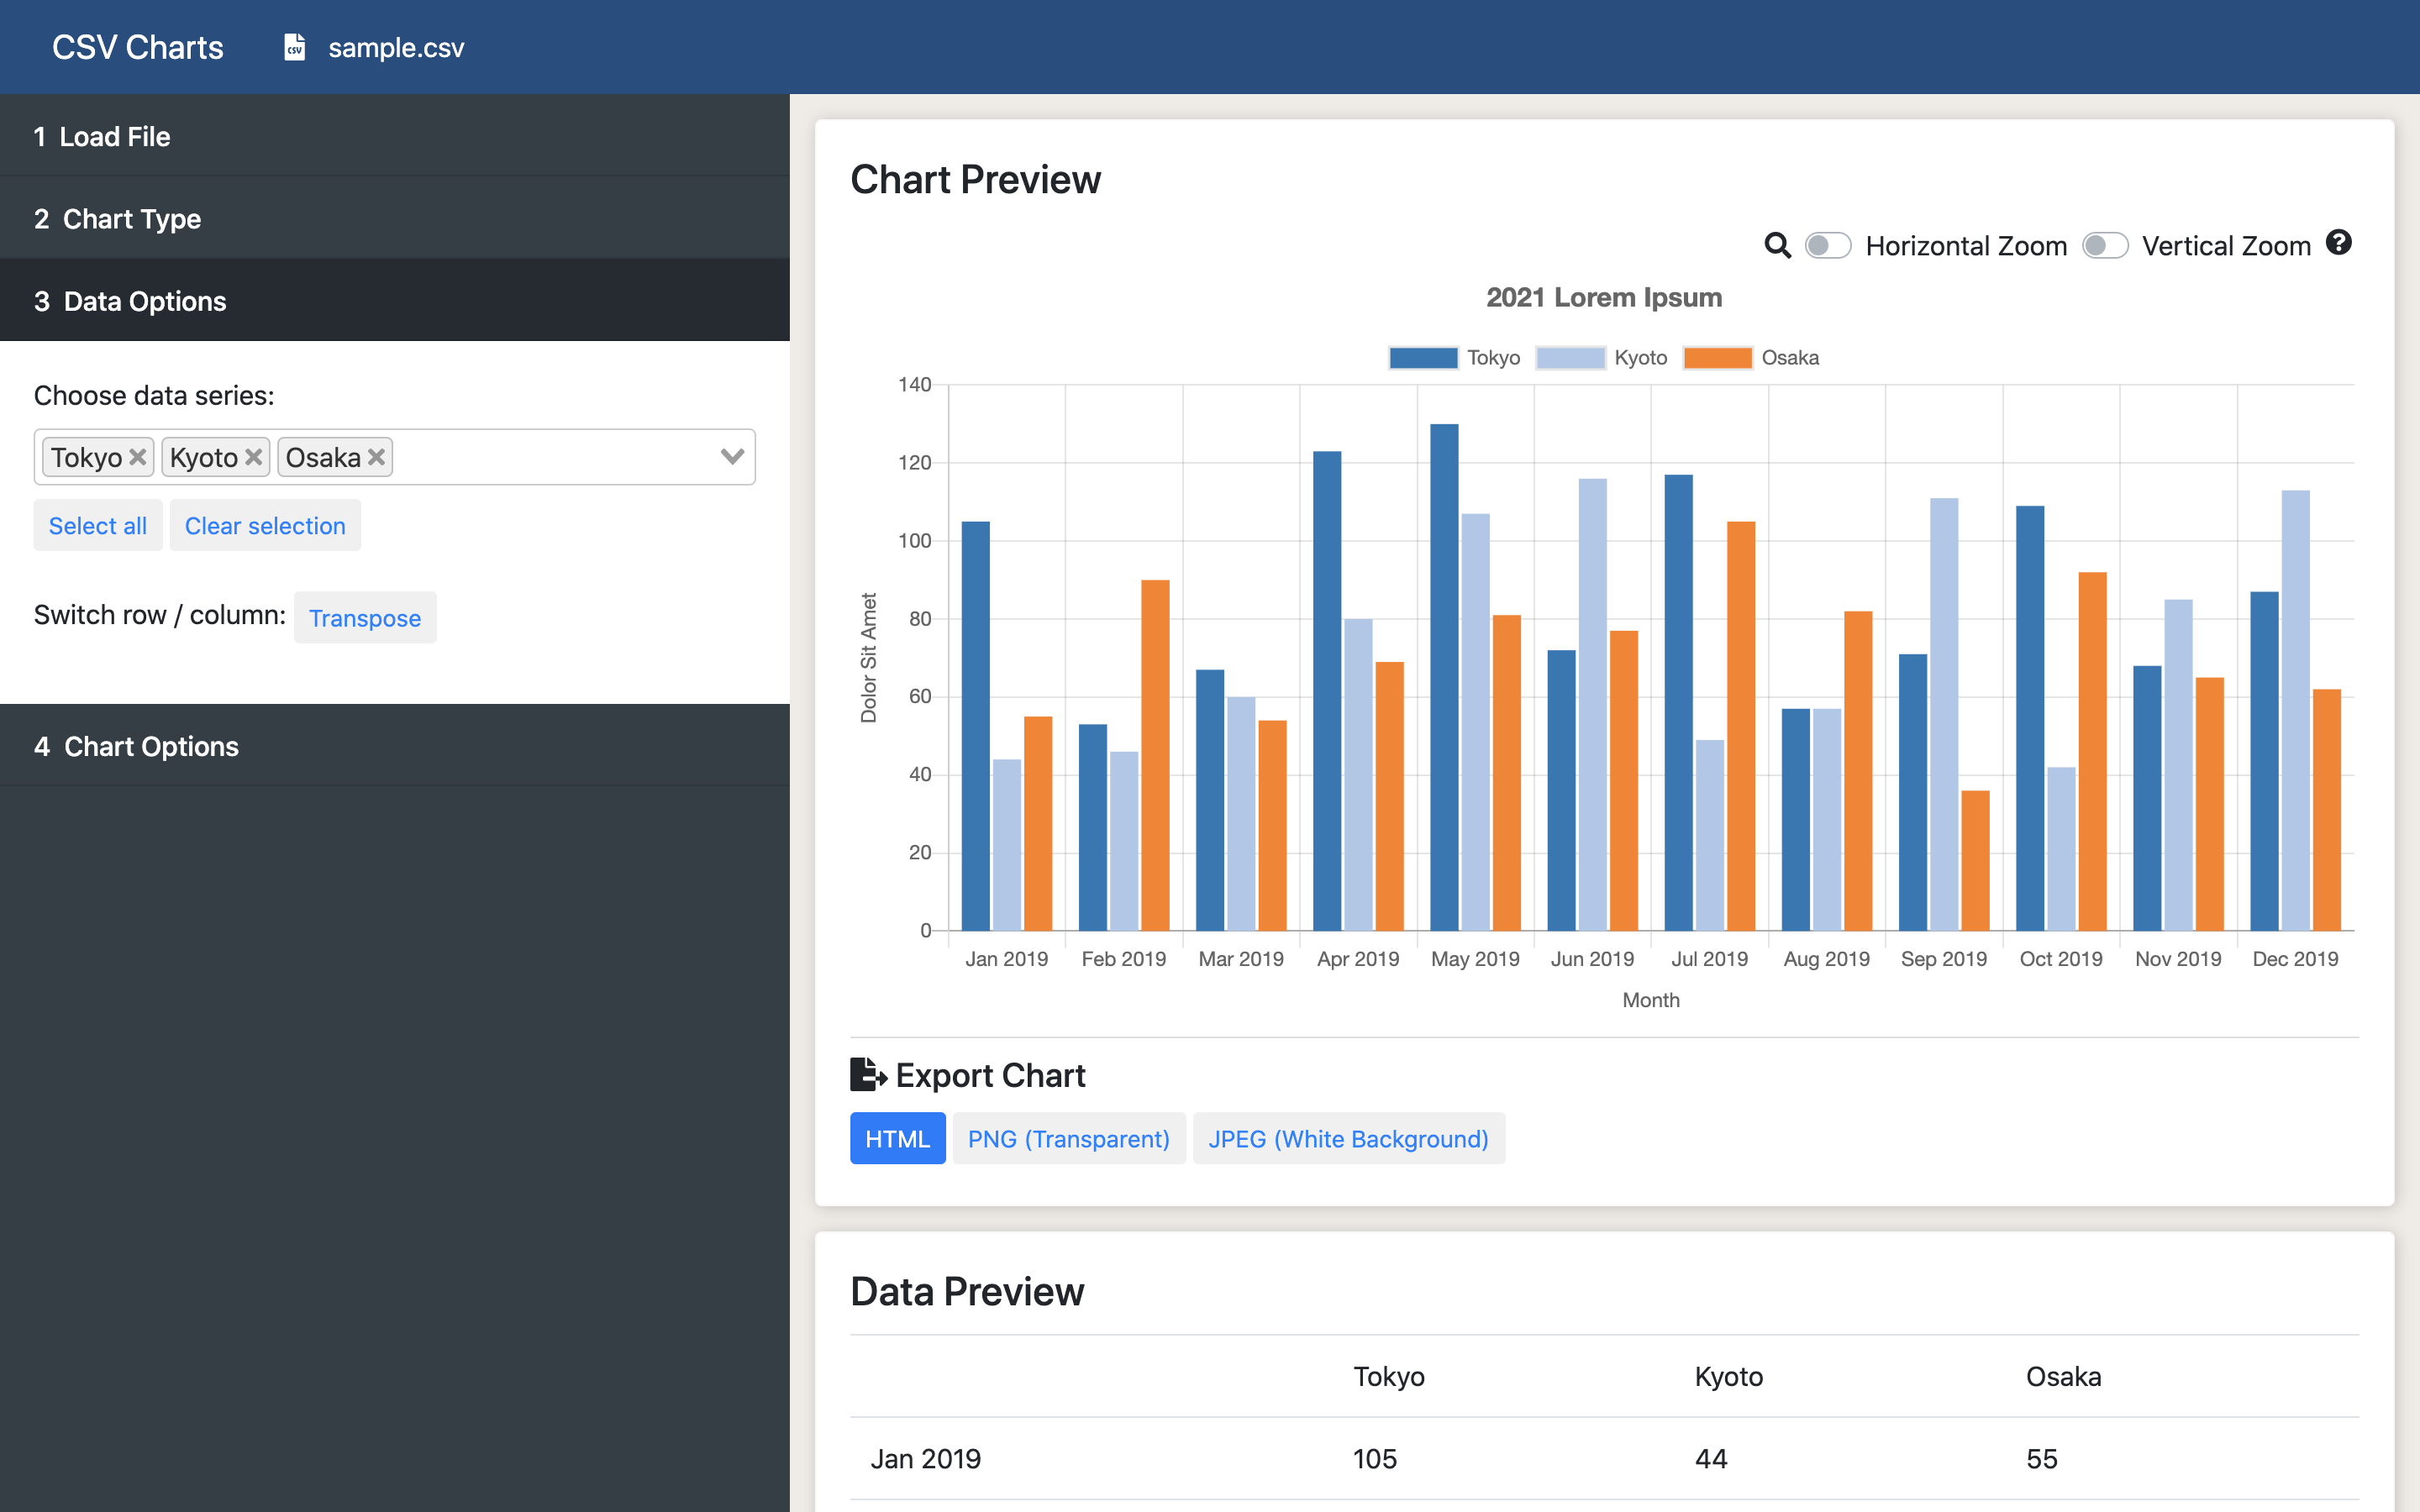 CSV Charts
CSV
sample.csv
1 Load File
2 Chart Type
3 Data Options
Choose data series:
Tokyo Kyoto Osaka
Select all Clear selection
Switch row / column: Transpose
4 Chart Options
Chart Preview
Horizontal Zoom Vertical Zoom ?
2021 Lorem Ipsum
Tokyo Kyoto Osaka
140
120
100
80
60
40
20
0
Dolor Sit Amet
Jan 2019 Feb 2019 Mar 2019 Apr 2019 May 2019 Jun 2019 Jul 2019 Aug 2019 Sep 2019 Oct 2019 Nov 2019 Dec 2019
Month
Export Chart
HTML PNG (Transparent) JPEG (White Background)
Data Preview
Tokyo Kyoto Osaka
Jan 2019 105 44 55